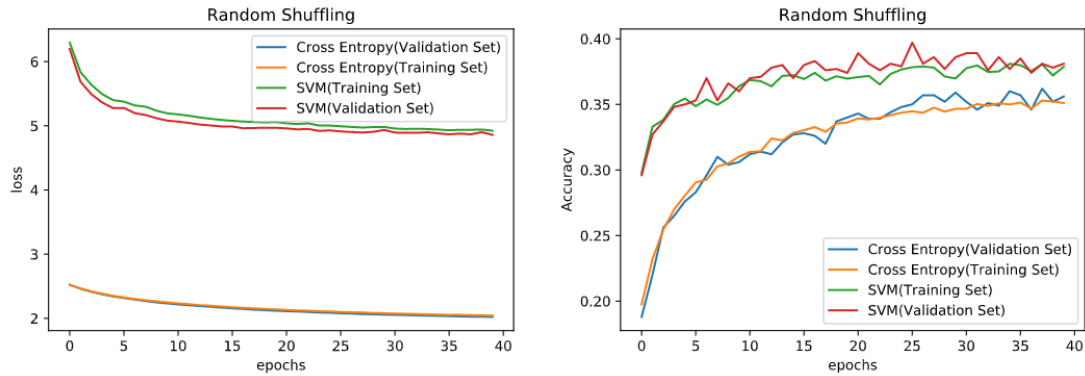 Random Shuffling
6
5
4
3
2
loss
Cross Entropy(Validation Set)
Cross Entropy(Training Set)
SVM(Training Set)
SVM(Validation Set)
0 5 10 15 20 25 30 35 40
epochs
Random Shuffling
0.40
0.35
0.30
0.25
0.20
Accuracy
Cross Entropy(Validation Set)
Cross Entropy(Training Set)
SVM(Training Set)
SVM(Validation Set)
0 5 10 15 20 25 30 35 40
epochs